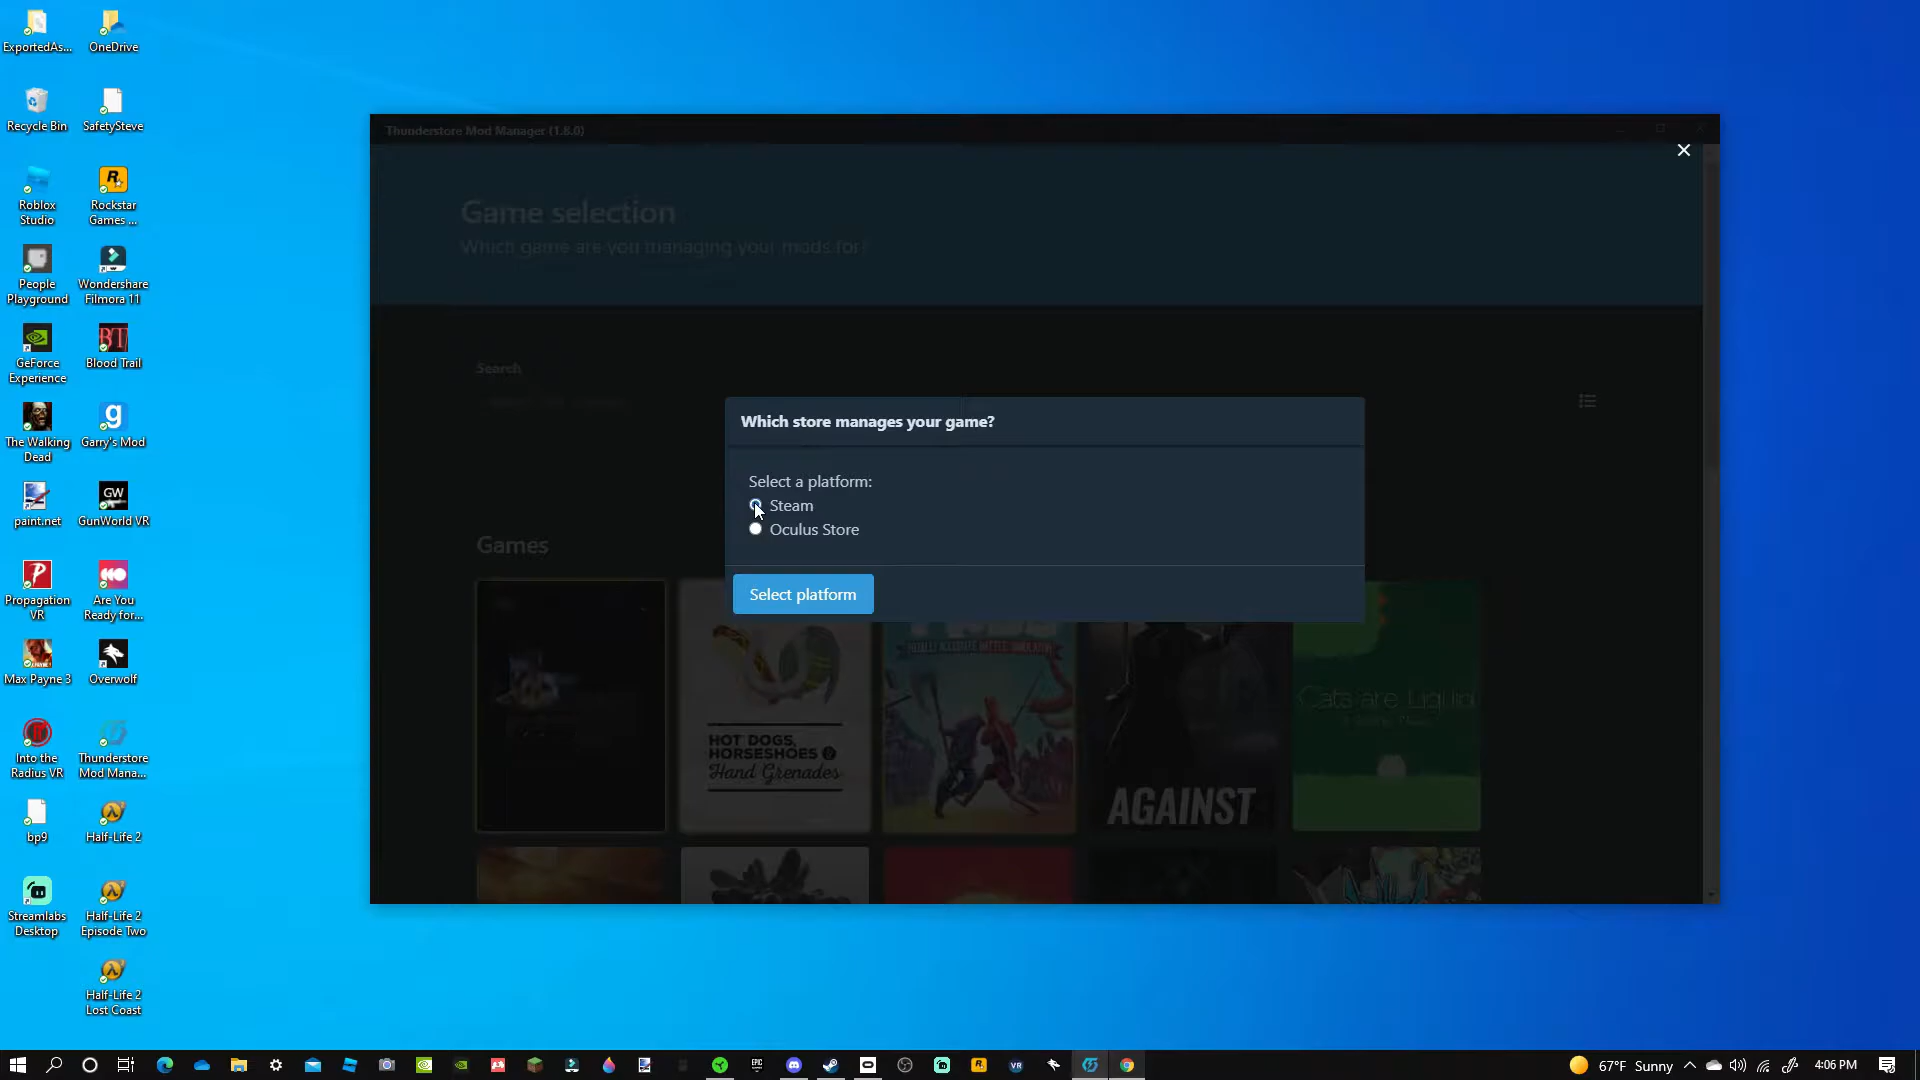 ExportedAs...
OneDrive
Recycle Bin
SafetySteve
Roblox
Studio
Rockstar
Games ...
People
Playground
Wondershare
Filmora 11
GeForce
Experience
Blood Trail
The Walking
Dead
Garry's Mod
paint.net
GW
GunWorld VR
Propagation
VR
Are You
Ready for...
Max Payne 3
Overwolf
Into the
Radius VR
Thunderstore
Mod Mana...
bp9
Half-Life 2
Streamlabs
Desktop
Half-Life 2
Episode Two
Half-Life 2
Lost Coast
Thunderstore Mod Manager (1.8.0)
Game selection
Which game are you managing your mods for?
Search
Which store manages your game?
Select a platform:
Steam
Oculus Store
Select platform
Games
HOT DOGS,
HORSESHOES &
Hand Grenades
AGAINST
Cats are Liquid
67°F Sunny
4:06 PM